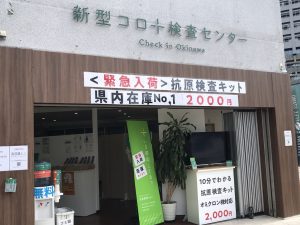 新型コロナ検査センター
Check in Okinawa
＜緊急入荷＞抗原検査キット
県内在庫No.1 2000円
10分でわかる
抗原検査キット
オミクロン株対応
2,000円
無料